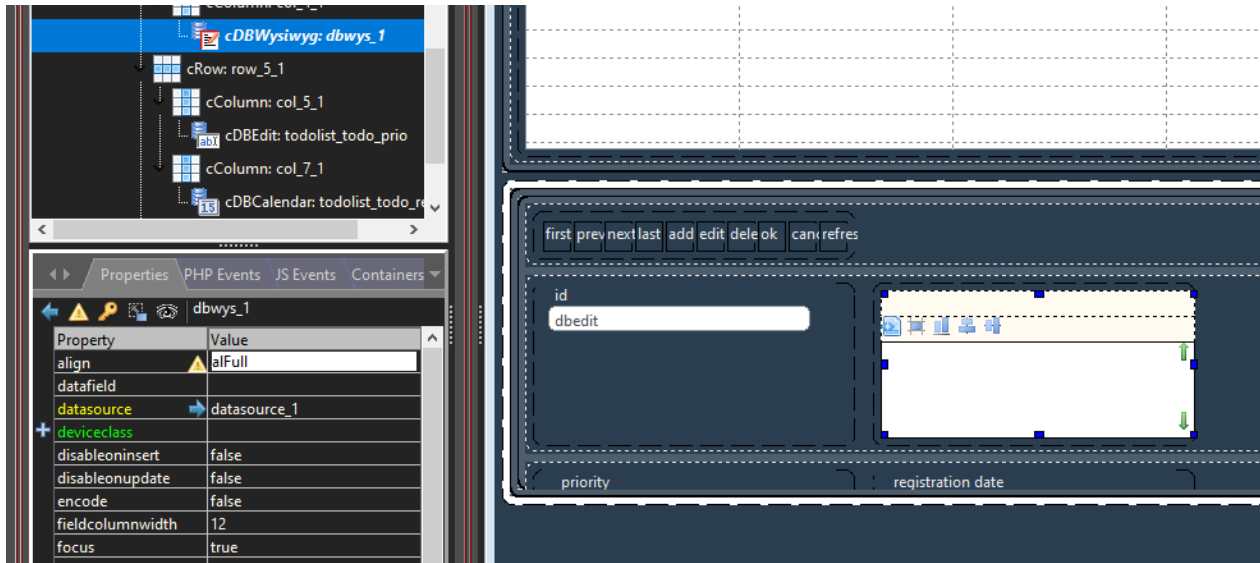 cColumn: col_4_1
cDBWysiwyg: dbwys_1
cRow: row_5_1
cColumn: col_5_1
cDBEdit: todolist_todo_prio
cColumn: col_7_1
cDBCalendar: todolist_todo_re
Properties PHP Events JS Events Containers
dbwys_1
Property Value
align alFull
datafield
datasource datasource_1
deviceclass
disableoninsert false
disableonupdate false
encode false
fieldcolumnwidth 12
focus true
first prev next last add edit dele ok canc refres
id
dbedit
priority registration date